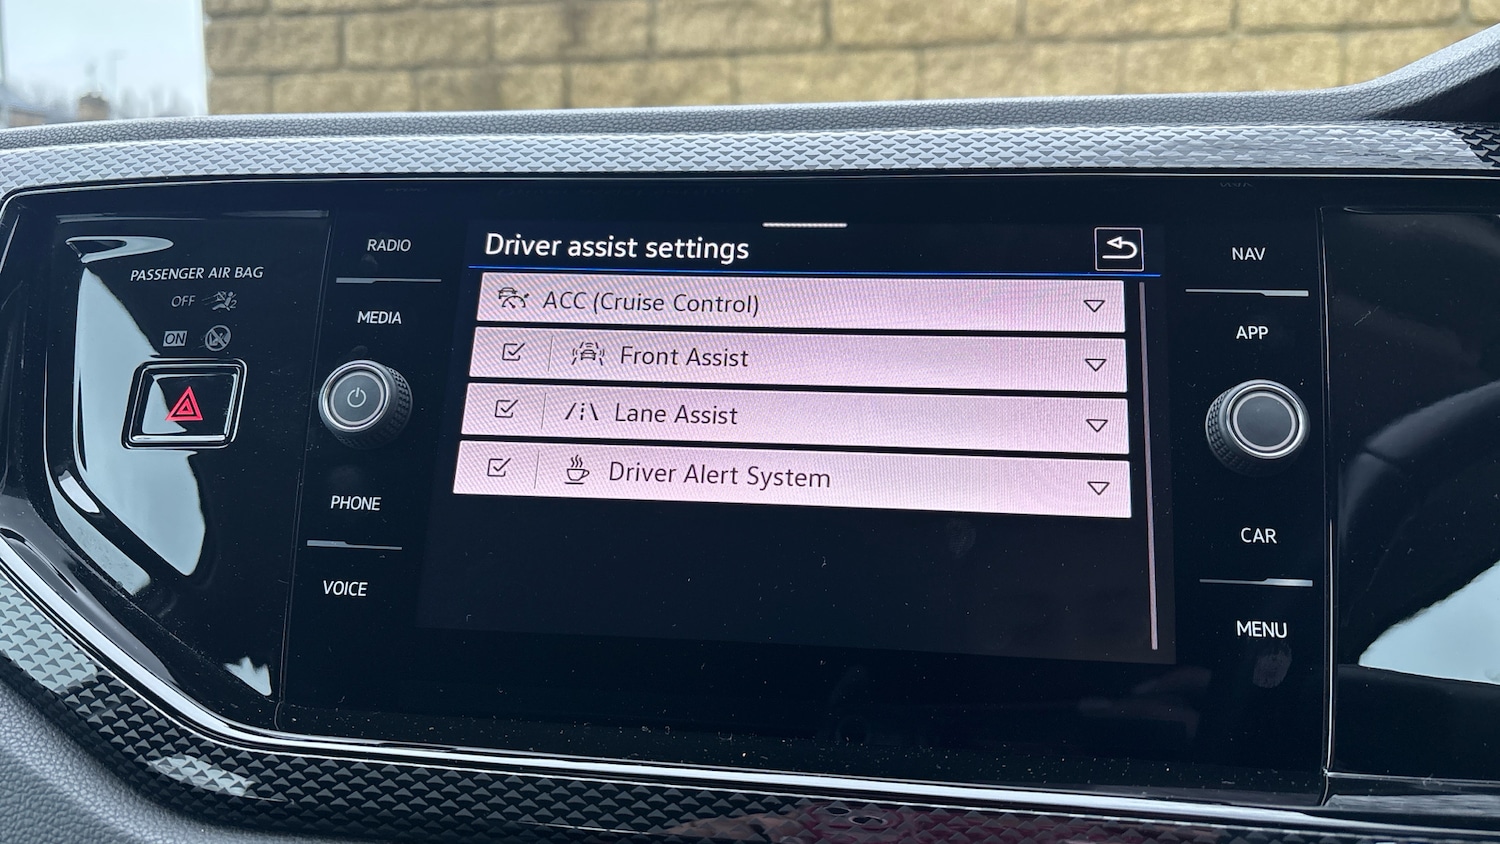 PASSENGER AIR BAG
OFF 2
ON
RADIO
MEDIA
PHONE
VOICE
Driver assist settings
ACC (Cruise Control)
Front Assist
Lane Assist
Driver Alert System
NAV
APP
CAR
MENU